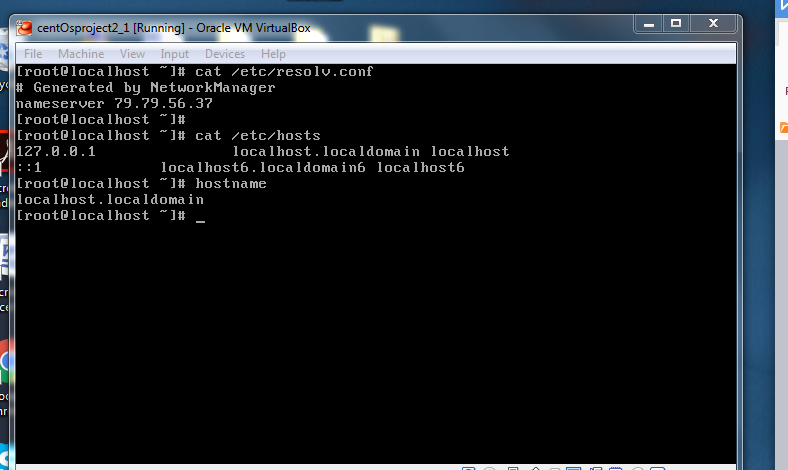 centOsproject2_1 [Running] - Oracle VM VirtualBox
File Machine View Input Devices Help
[root@localhost ~]# cat /etc/resolv.conf
# Generated by NetworkManager
nameserver 79.79.56.37
[root@localhost ~]#
[root@localhost ~]# cat /etc/hosts
127.0.0.1               localhost.localdomain localhost
::1             localhost6.localdomain6 localhost6
[root@localhost ~]# hostname
localhost.localdomain
[root@localhost ~]# _